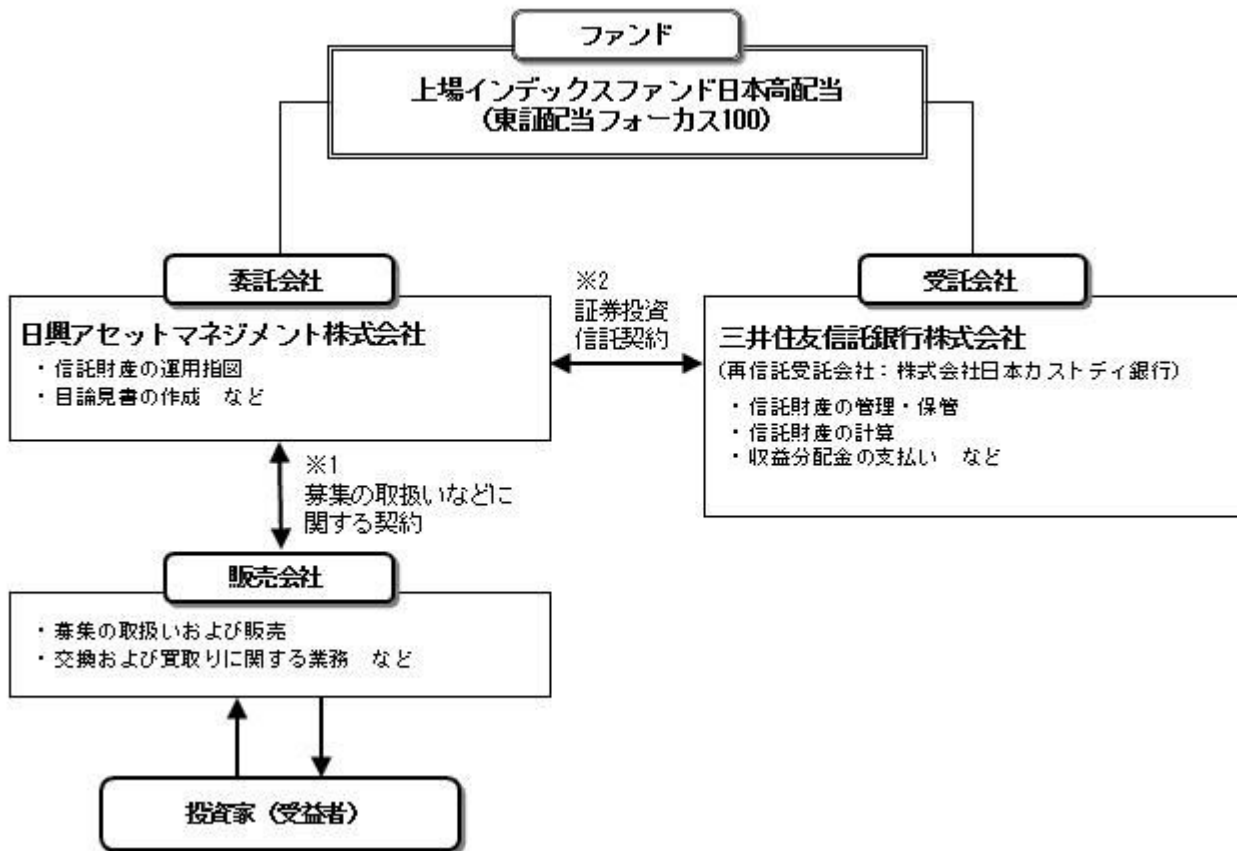 ファンド
上場インデックスファンド日本高配当
(東証配当フォーカス100)
委託会社
日興アセットマネジメント株式会社
・信託財産の運用指図
・目論見書の作成 など
※2
証券投資
信託契約
受託会社
三井住友信託銀行株式会社
(再信託受託会社:株式会社日本カストディ銀行)
・信託財産の管理・保管
・信託財産の計算
・収益分配金の支払い など
※1
募集の取扱いなどに
関する契約
販売会社
・募集の取扱いおよび販売
・交換および買取りに関する業務 など
投資家(受益者)